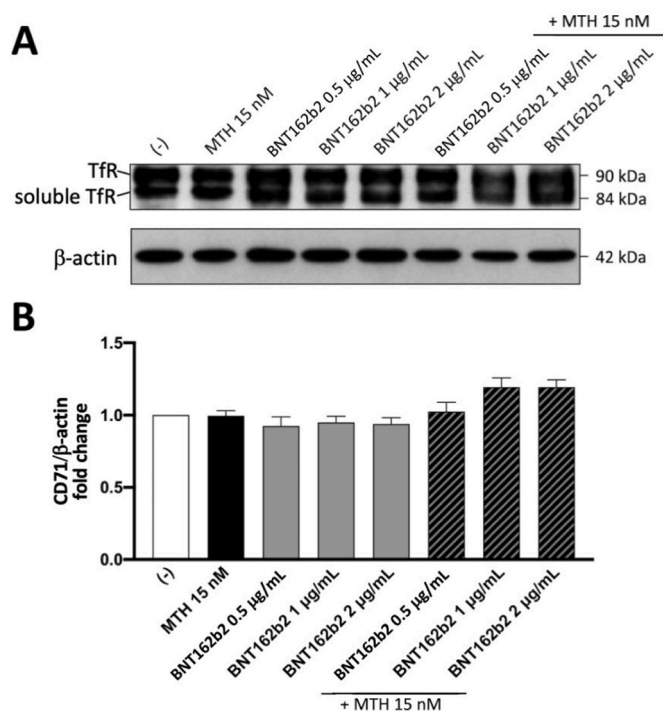 A
+ MTH 15 nM
(-)
MTH 15 nM
BNT162b2 0.5 µg/mL
BNT162b2 1 µg/mL
BNT162b2 2 µg/mL
BNT162b2 0.5 µg/mL
BNT162b2 1 µg/mL
BNT162b2 2 µg/mL
TfR
90 kDa
soluble TfR
84 kDa
β-actin
42 kDa
B
CD71/β-actin
fold change
1.5
1.0
0.5
0.0
(-)
MTH 15 nM
BNT162b2 0.5 µg/mL
BNT162b2 1 µg/mL
BNT162b2 2 µg/mL
BNT162b2 0.5 µg/mL
BNT162b2 1 µg/mL
BNT162b2 2 µg/mL
+ MTH 15 nM